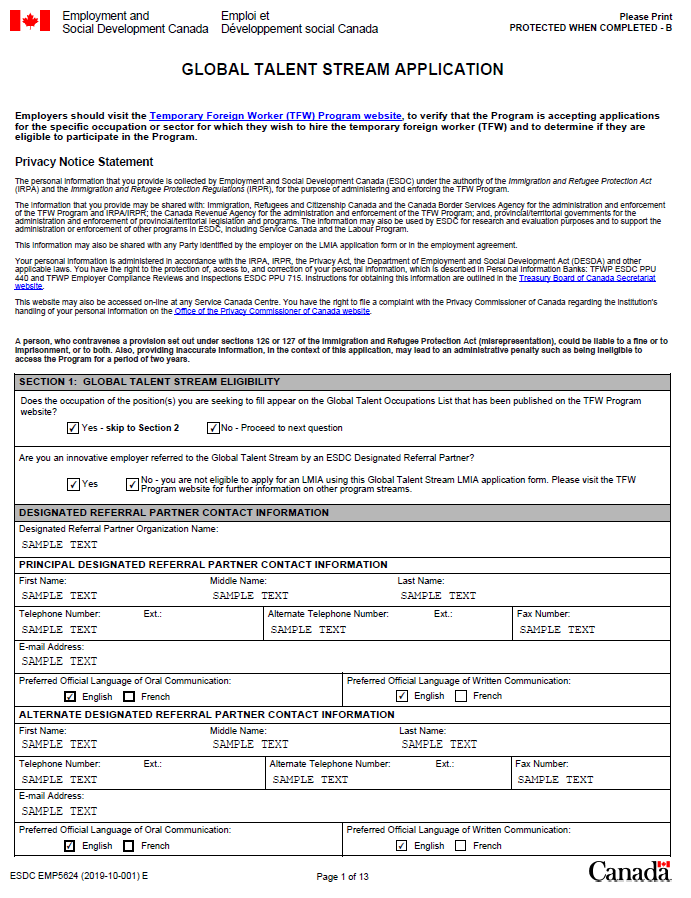 Employment and
Social Development Canada
Emploi et
Développement social Canada
Please Print
PROTECTED WHEN COMPLETED - B
GLOBAL TALENT STREAM APPLICATION
Employers should visit the Temporary Foreign Worker (TFW) Program website, to verify that the Program is accepting applications
for the specific occupation or sector for which they wish to hire the temporary foreign worker (TFW) and to determine if they are
eligible to participate in the Program.
Privacy Notice Statement
The personal information that you provide is collected by Employment and Social Development Canada (ESDC) under the authority of the Immigration and Refugee Protection Act
(IRPA) and the Immigration and Refugee Protection Regulations (IRPR), for the purpose of administering and enforcing the TFW Program.
The information that you provide may be shared with: Immigration, Refugees and Citizenship Canada and the Canada Border Services Agency for the administration and enforcement
of the TFW Program and IRPA/IRPR; the Canada Revenue Agency for the administration and enforcement of the TFW Program; and, provincial/territorial governments for the
administration and enforcement of provincial/territorial legislation and programs. The information may also be used by ESDC for research and evaluation purposes and to support the
administration or enforcement of other programs in ESDC, including Service Canada and the Labour Program.
This information may also be shared with any Party identified by the employer on the LMIA application form or in the employment agreement.
Your personal information is administered in accordance with the IRPA, IRPR, the Privacy Act, the Department of Employment and Social Development Act (DESDA) and other
applicable laws. You have the right to the protection of, access to, and correction of your personal information, which is described in Personal Information Banks: TFWP ESDC PPU
440 and TFWP Employer Compliance Reviews and Inspections ESDC PPU 715. Instructions for obtaining this information are outlined in the Treasury Board of Canada Secretariat
website.
This website may also be accessed on-line at any Service Canada Centre. You have the right to file a complaint with the Privacy Commissioner of Canada regarding the institution's
handling of your personal information on the Office of the Privacy Commissioner of Canada website.
A person, who contravenes a provision set out under sections 126 or 127 of the Immigration and Refugee Protection Act (misrepresentation), could be liable to a fine or to
imprisonment, or to both. Also, providing inaccurate information, in the context of this application, may lead to an administrative penalty such as being ineligible to
access the Program for a period of two years.
SECTION 1: GLOBAL TALENT STREAM ELIGIBILITY
Does the occupation of the position(s) you are seeking to fill appear on the Global Talent Occupations List that has been published on the TFW Program
website?
Yes - skip to Section 2 No - Proceed to next question
Are you an innovative employer referred to the Global Talent Stream by an ESDC Designated Referral Partner?
Yes No - you are not eligible to apply for an LMIA using this Global Talent Stream LMIA application form. Please visit the TFW
Program website for further information on other program streams.
DESIGNATED REFERRAL PARTNER CONTACT INFORMATION
Designated Referral Partner Organization Name:
SAMPLE TEXT
PRINCIPAL DESIGNATED REFERRAL PARTNER CONTACT INFORMATION
First Name: Middle Name: Last Name:
SAMPLE TEXT SAMPLE TEXT SAMPLE TEXT
Telephone Number: Ext.: Alternate Telephone Number: Ext.: Fax Number:
SAMPLE TEXT SAMPLE TEXT SAMPLE TEXT
E-mail Address:
SAMPLE TEXT
Preferred Official Language of Oral Communication: Preferred Official Language of Written Communication:
English French English French
ALTERNATE DESIGNATED REFERRAL PARTNER CONTACT INFORMATION
First Name: Middle Name: Last Name:
SAMPLE TEXT SAMPLE TEXT SAMPLE TEXT
Telephone Number: Ext.: Alternate Telephone Number: Ext.: Fax Number:
SAMPLE TEXT SAMPLE TEXT SAMPLE TEXT
E-mail Address:
SAMPLE TEXT
Preferred Official Language of Oral Communication: Preferred Official Language of Written Communication:
English French English French
ESDC EMP5624 (2019-10-001) E
Page 1 of 13
Canada